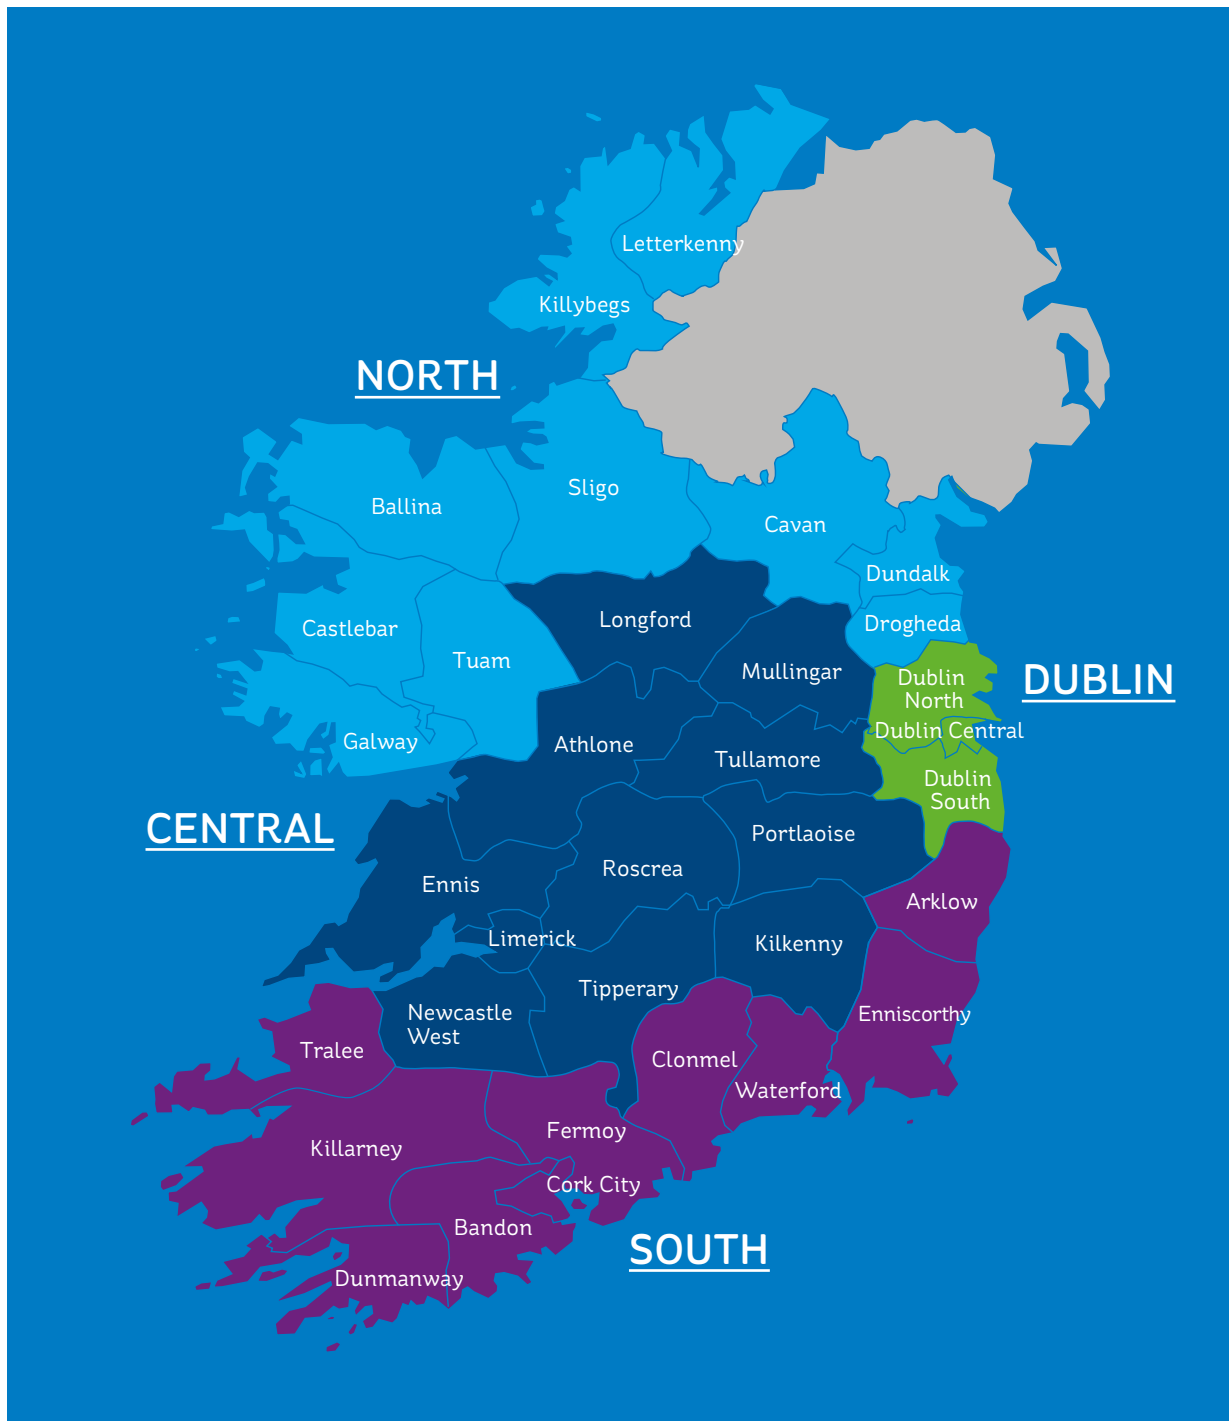 Letterkenny
Killybegs
NORTH
Sligo
Ballina
Cavan
Dundalk
Longford
Drogheda
Castlebar
Tuam
Mullingar
Dublin
North
DUBLIN
Dublin Central
Galway
Athlone
Tullamore
Dublin
South
CENTRAL
Portlaoise
Roscrea
Ennis
Arklow
Limerick
Kilkenny
Tipperary
Newcastle
West
Enniscorthy
Tralee
Clonmel
Waterford
Fermoy
Killarney
Cork City
Bandon
SOUTH
Dunmanway